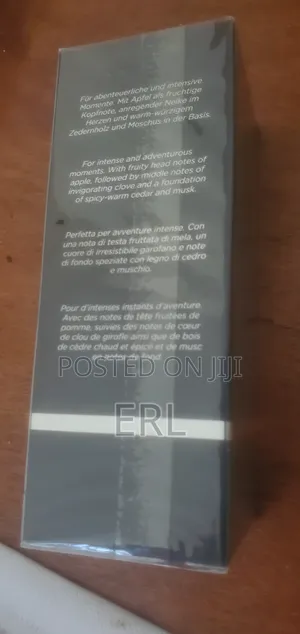 Für abenteuerliche und intensive
Momente. Mit Apfel als fruchtige
Kopfnote, anregender Nelke im
Herzen und warm-würzigem
Zedernholz und Moschus in der Basis.
For intense and adventurous
moments. With fruity head notes of
apple, followed by middle notes of
invigorating clove and a foundation
of spicy-warm cedar and musk.
Perfetta per avventure intense. Con
una nota di testa fruttata di mela, un
cuore di irresistibile garofano e note
di fondo speziate con legno di cedro
e muschio.
Pour d'intenses instants d'aventure.
Avec des notes de tête fruitées de
pomme, suivies des notes de cœur
de clou de girofle ainsi que de bois
de cèdre chaud et épicé et de musc
en notes de fond.
POSTED ON JIJI
ERL